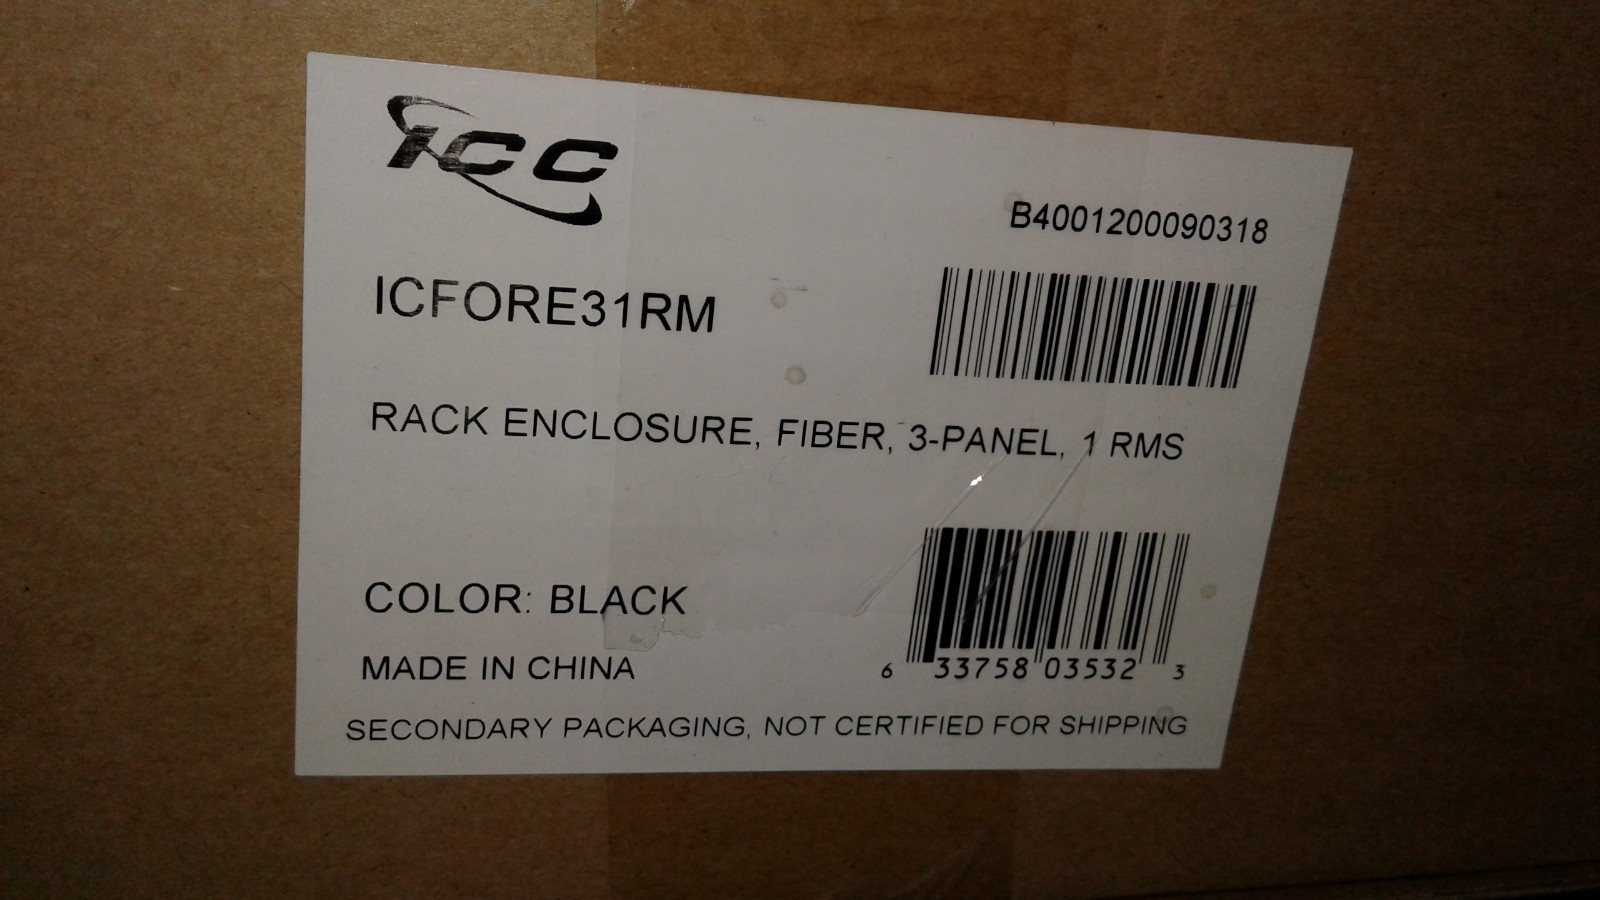 ICC
B4001200090318
ICFORE31RM
RACK ENCLOSURE, FIBER, 3-PANEL, 1 RMS
COLOR: BLACK
6 33758 03532 3
MADE IN CHINA
SECONDARY PACKAGING, NOT CERTIFIED FOR SHIPPING